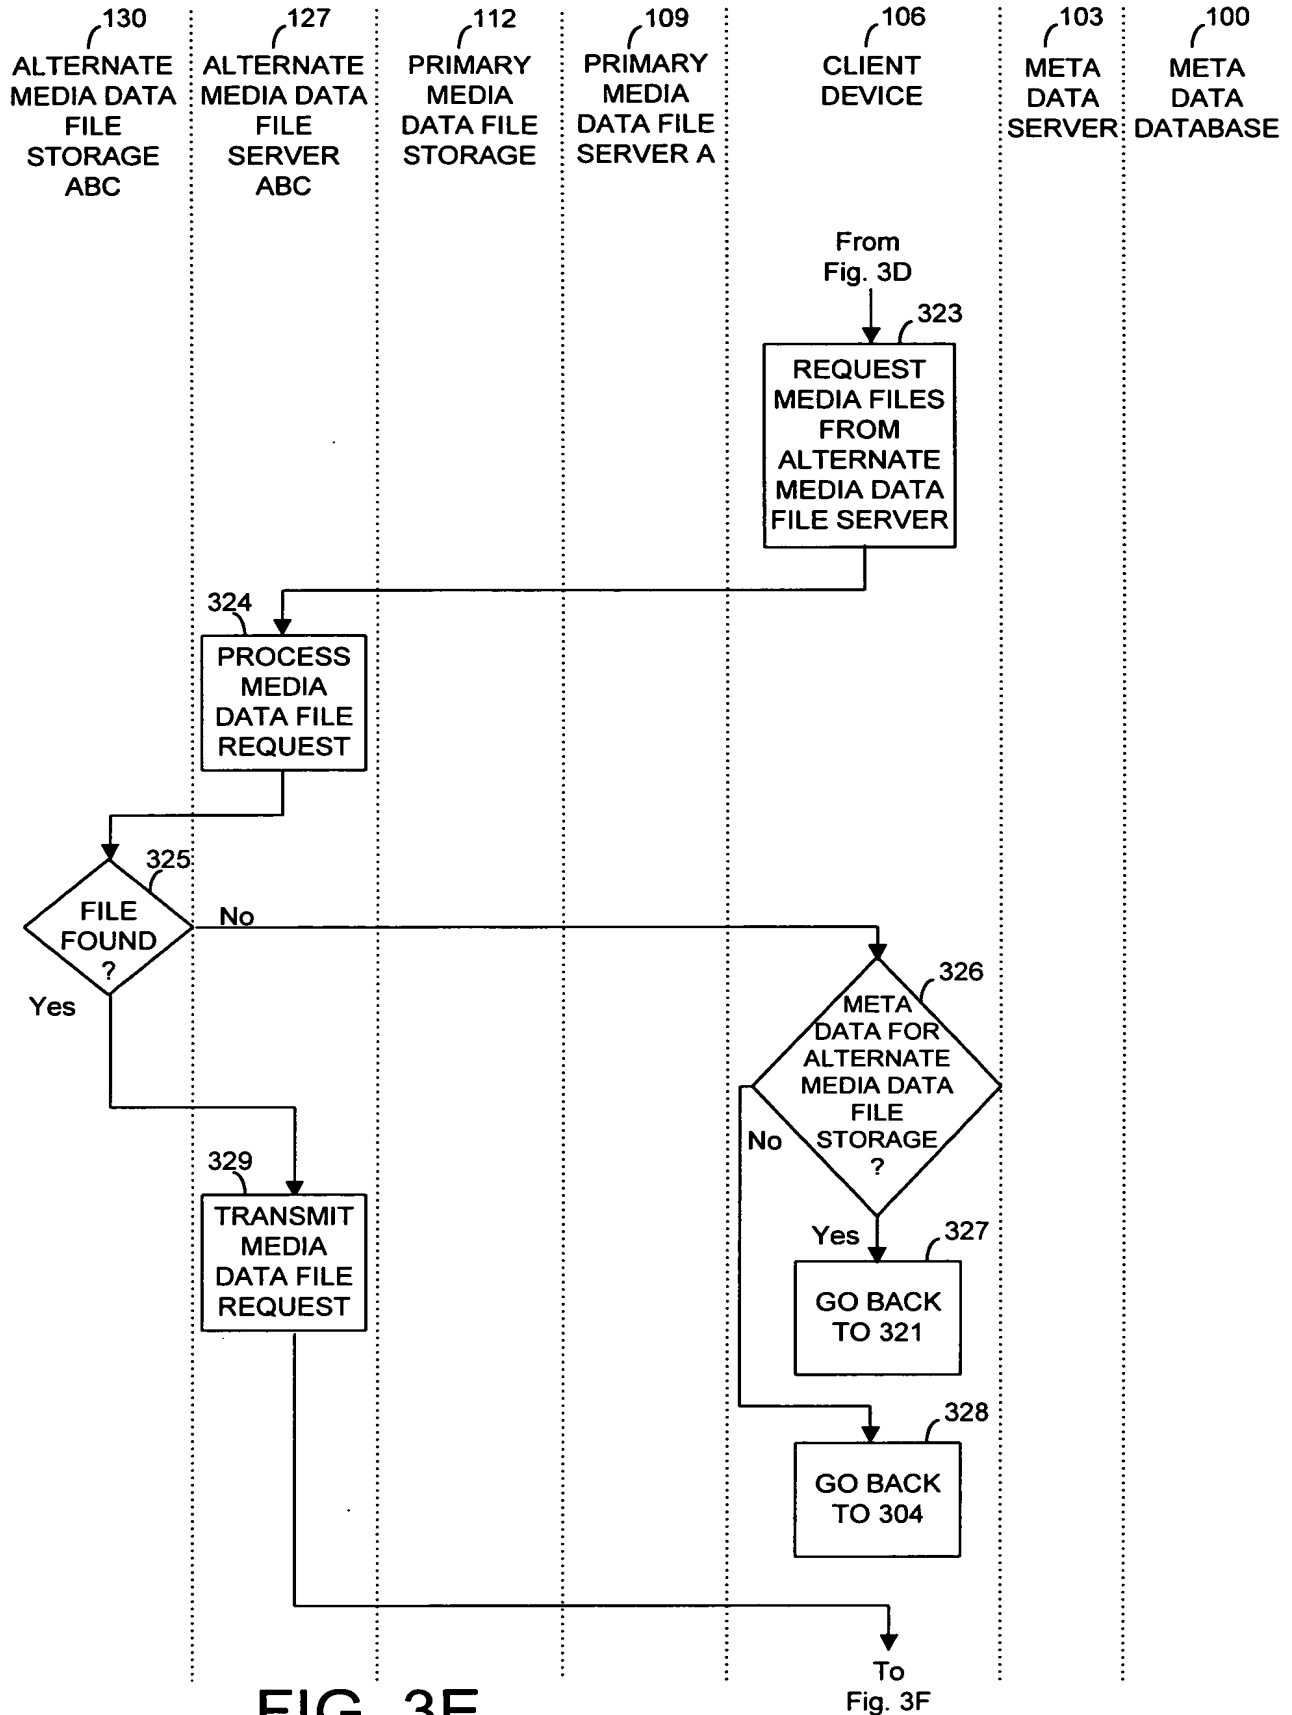 130
127
112
109
106
103
100
ALTERNATE
MEDIA DATA
FILE
STORAGE
ABC
ALTERNATE
MEDIA DATA
FILE
SERVER
ABC
PRIMARY
MEDIA
DATA FILE
STORAGE
PRIMARY
MEDIA
DATA FILE
SERVER A
CLIENT
DEVICE
META
DATA
SERVER
META
DATA
DATABASE
From
Fig. 3D
323
REQUEST
MEDIA FILES
FROM
ALTERNATE
MEDIA DATA
FILE SERVER
324
PROCESS
MEDIA
DATA FILE
REQUEST
325
FILE
FOUND
?
No
Yes
326
META
DATA FOR
ALTERNATE
MEDIA DATA
FILE
STORAGE
?
No
Yes
329
TRANSMIT
MEDIA
DATA FILE
REQUEST
327
GO BACK
TO 321
328
GO BACK
TO 304
To
Fig. 3F
FIG. 3E